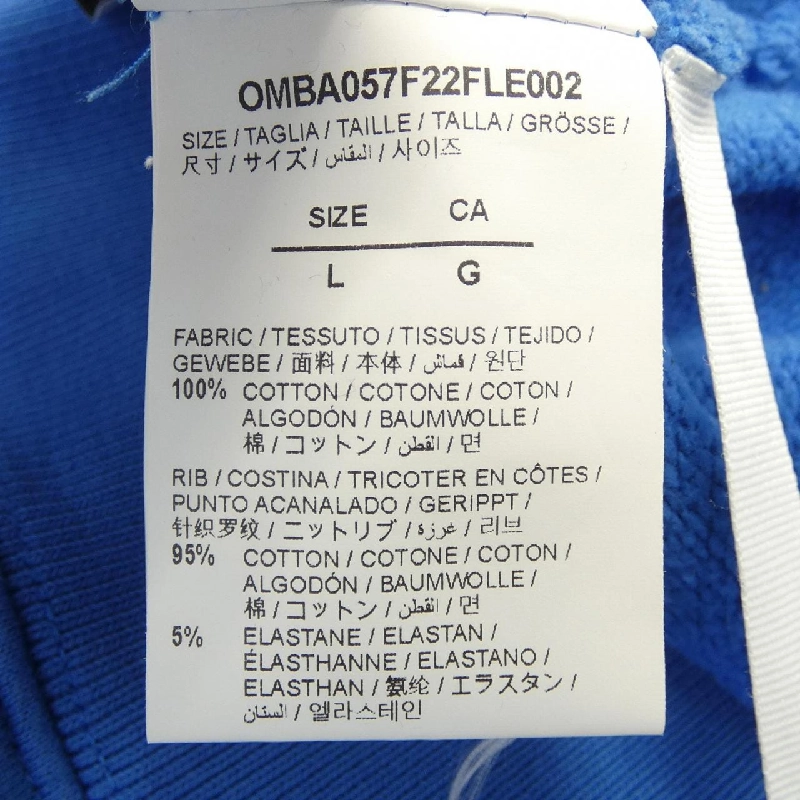 OMBA057F22FLE002
SIZE / TAGLIA / TAILLE / TALLA / GRÖSSE /
尺寸 / サイズ / المقاس / 사이즈
SIZE CA
L G
FABRIC / TESSUTO / TISSUS / TEJIDO /
GEWEBE / 面料 / 本体 / قماش / 원단
100% COTTON / COTONE / COTON /
ALGODÓN / BAUMWOLLE /
棉 / コットン / القطن / 면
RIB / COSTINA / TRICOTER EN CÔTES /
PUNTO ACANALADO / GERIPPT /
针织罗纹 / ニットリブ / غرزة / 리브
95% COTTON / COTONE / COTON /
ALGODÓN / BAUMWOLLE /
棉 / コットン / القطن / 면
5% ELASTANE / ELASTAN /
ÉLASTHANNE / ELASTANO /
ELASTHAN / 氨纶 / エラスタン /
/ 엘라스테인